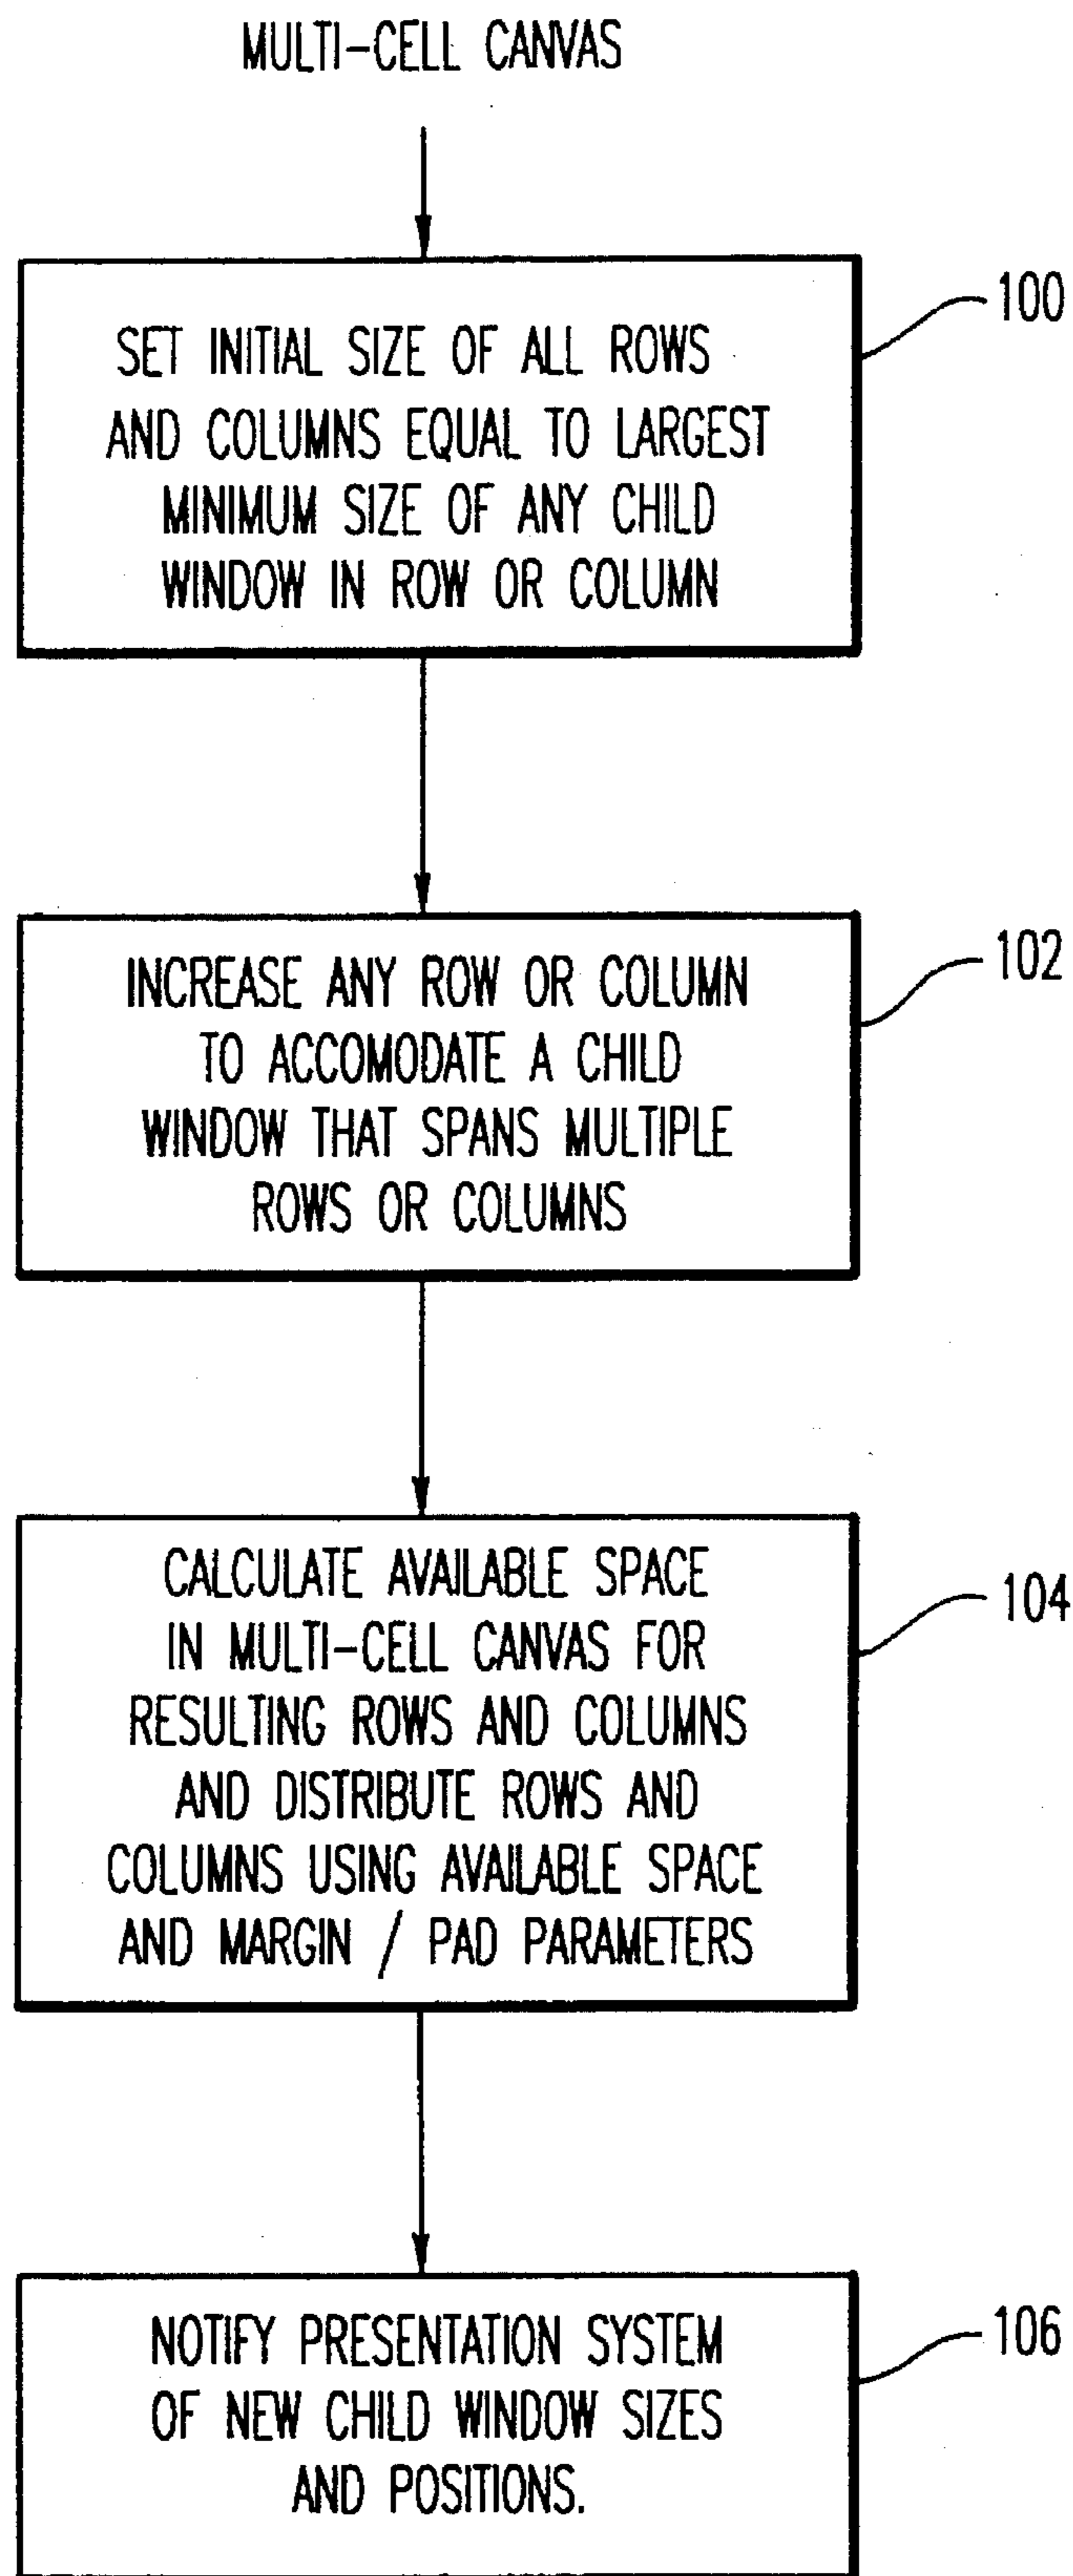 MULTI-CELL CANVAS
100
SET INITIAL SIZE OF ALL ROWS
AND COLUMNS EQUAL TO LARGEST
MINIMUM SIZE OF ANY CHILD
WINDOW IN ROW OR COLUMN
102
INCREASE ANY ROW OR COLUMN
TO ACCOMODATE A CHILD
WINDOW THAT SPANS MULTIPLE
ROWS OR COLUMNS
104
CALCULATE AVAILABLE SPACE
IN MULTI-CELL CANVAS FOR
RESULTING ROWS AND COLUMNS
AND DISTRIBUTE ROWS AND
COLUMNS USING AVAILABLE SPACE
AND MARGIN / PAD PARAMETERS
106
NOTIFY PRESENTATION SYSTEM
OF NEW CHILD WINDOW SIZES
AND POSITIONS.